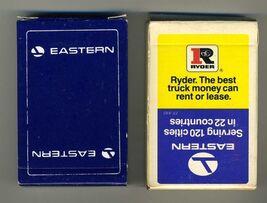 EASTERN
EASTERN
R
RYDER
Ryder. The best
truck money can
rent or lease.
Serving 120 cities
in 22 countries
EASTERN